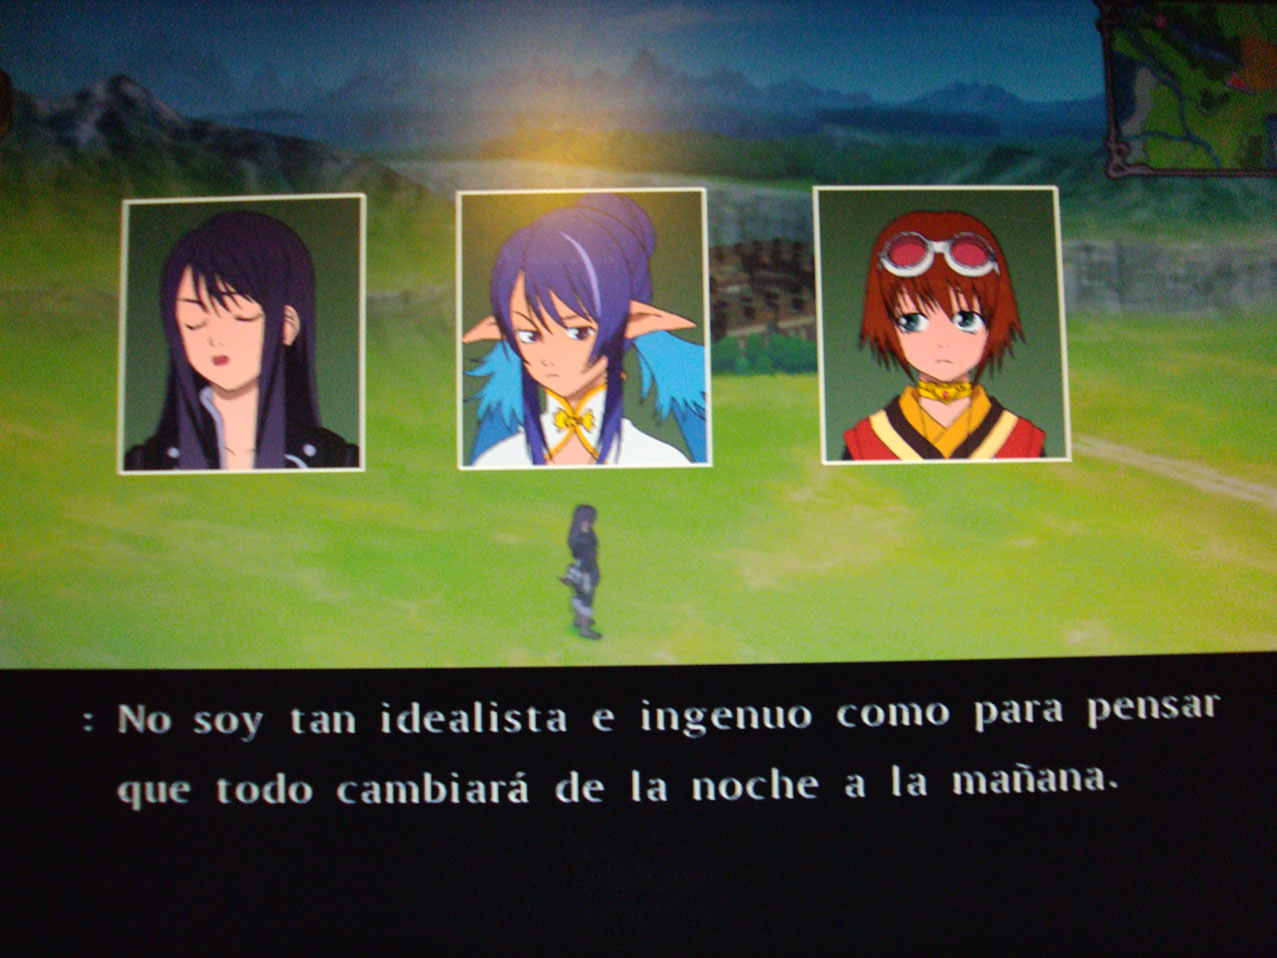 : No soy tan idealista e ingenuo como para pensar
que todo cambiará de la noche a la mañana.